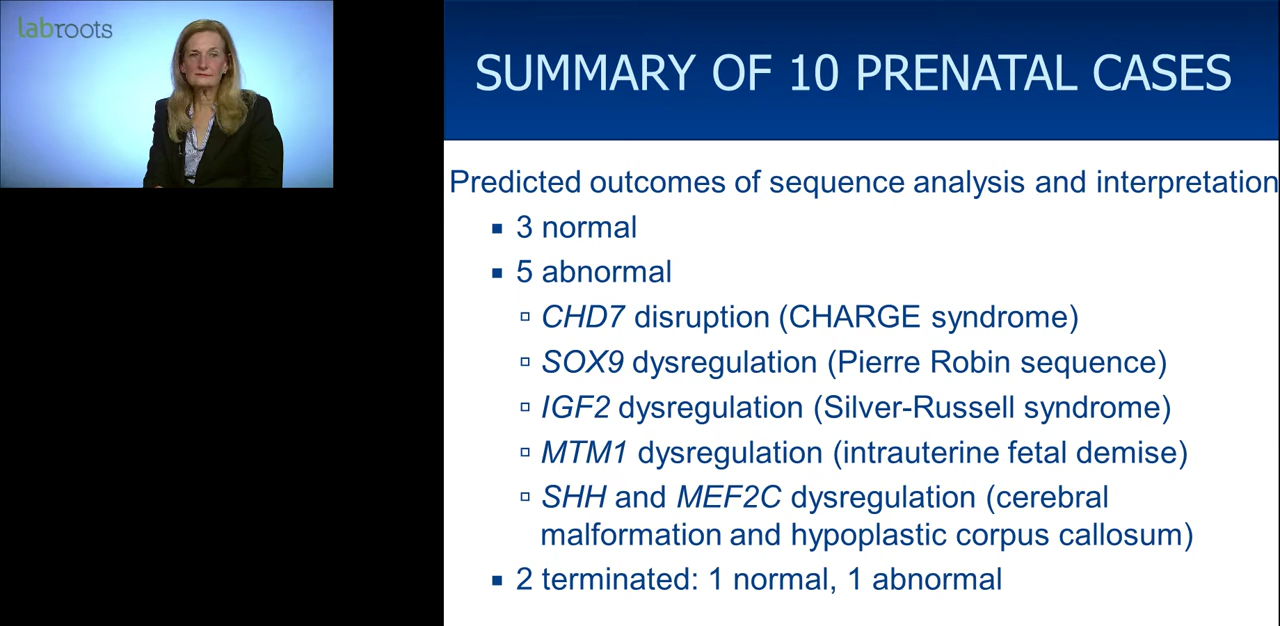 labroots
SUMMARY OF 10 PRENATAL CASES
Predicted outcomes of sequence analysis and interpretation
▪ 3 normal
▪ 5 abnormal
▫ CHD7 disruption (CHARGE syndrome)
▫ SOX9 dysregulation (Pierre Robin sequence)
▫ IGF2 dysregulation (Silver-Russell syndrome)
▫ MTM1 dysregulation (intrauterine fetal demise)
▫ SHH and MEF2C dysregulation (cerebral
malformation and hypoplastic corpus callosum)
▪ 2 terminated: 1 normal, 1 abnormal